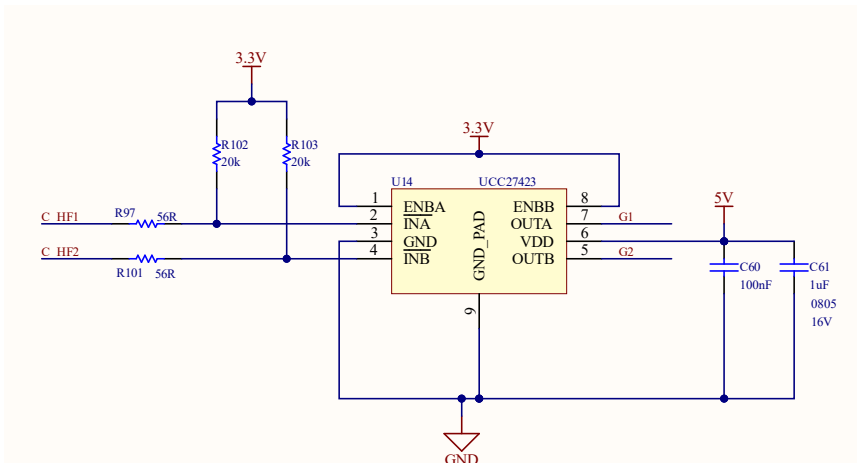 3.3V
R102
20k
R103
20k
3.3V
U14
UCC27423
C_HF1
R97
56R
C_HF2
R101
56R
1
2
3
4
ENBA
INA
GND
INB
GND_PAD
ENBB
OUTA
VDD
OUTB
8
7
6
5
9
G1
G2
5V
C60
100nF
C61
1uF
0805
16V
GND